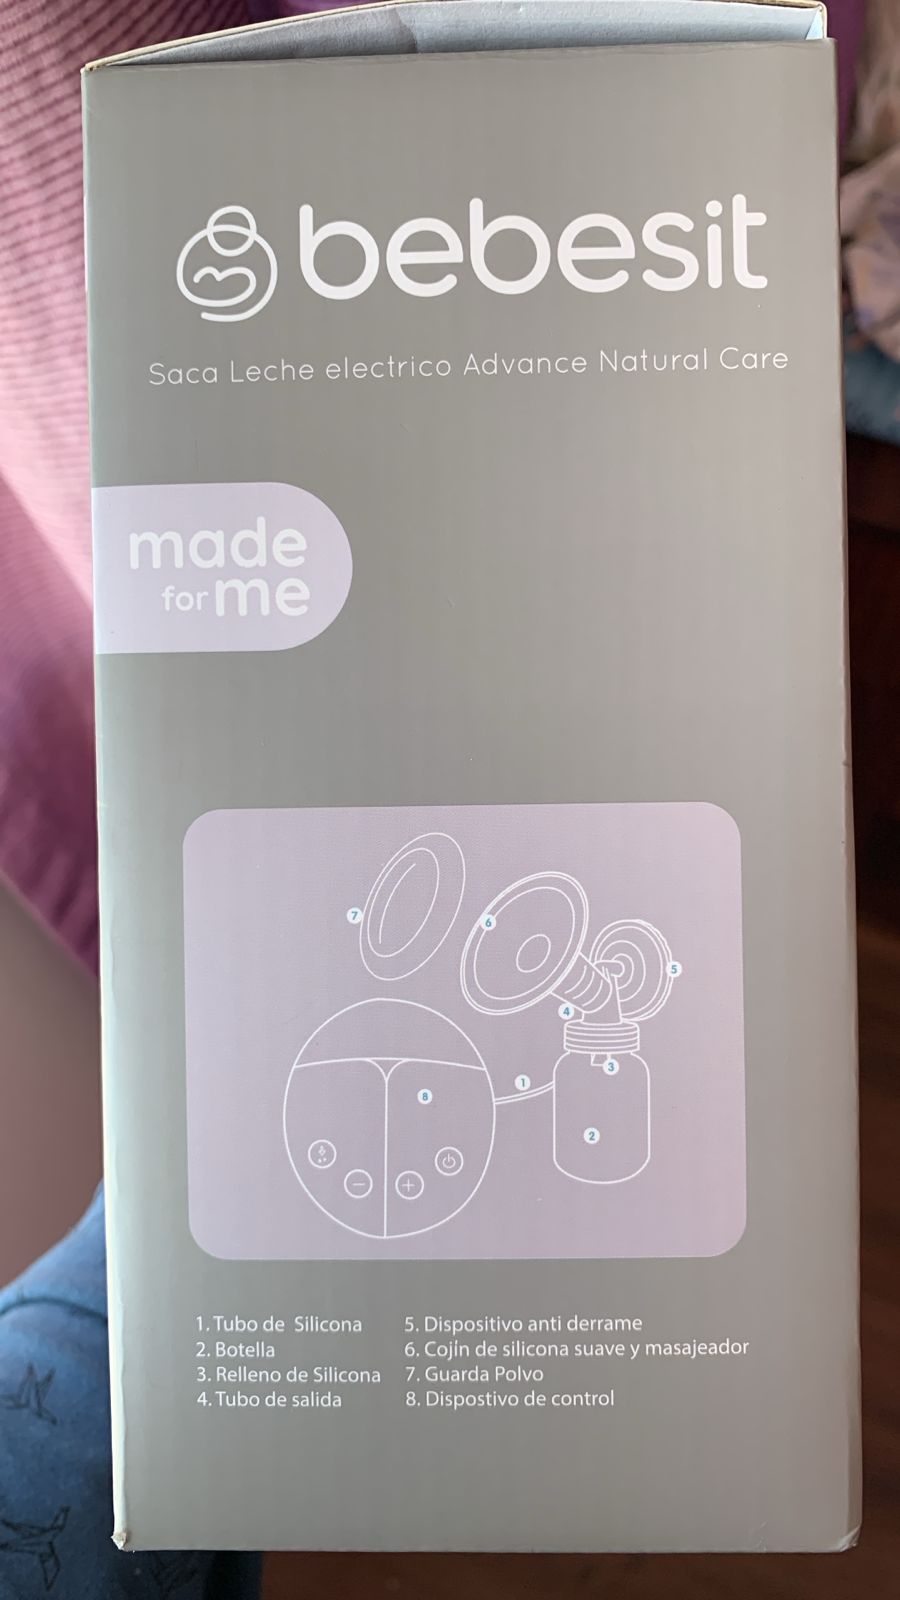 bebesit
Saca Leche electrico Advance Natural Care
made
for me
7
6
5
4
3
1
8
2
1. Tubo de Silicona
2. Botella
3. Relleno de Silicona
4. Tubo de salida
5. Dispositivo anti derrame
6. Cojín de silicona suave y masajeador
7. Guarda Polvo
8. Dispostivo de control